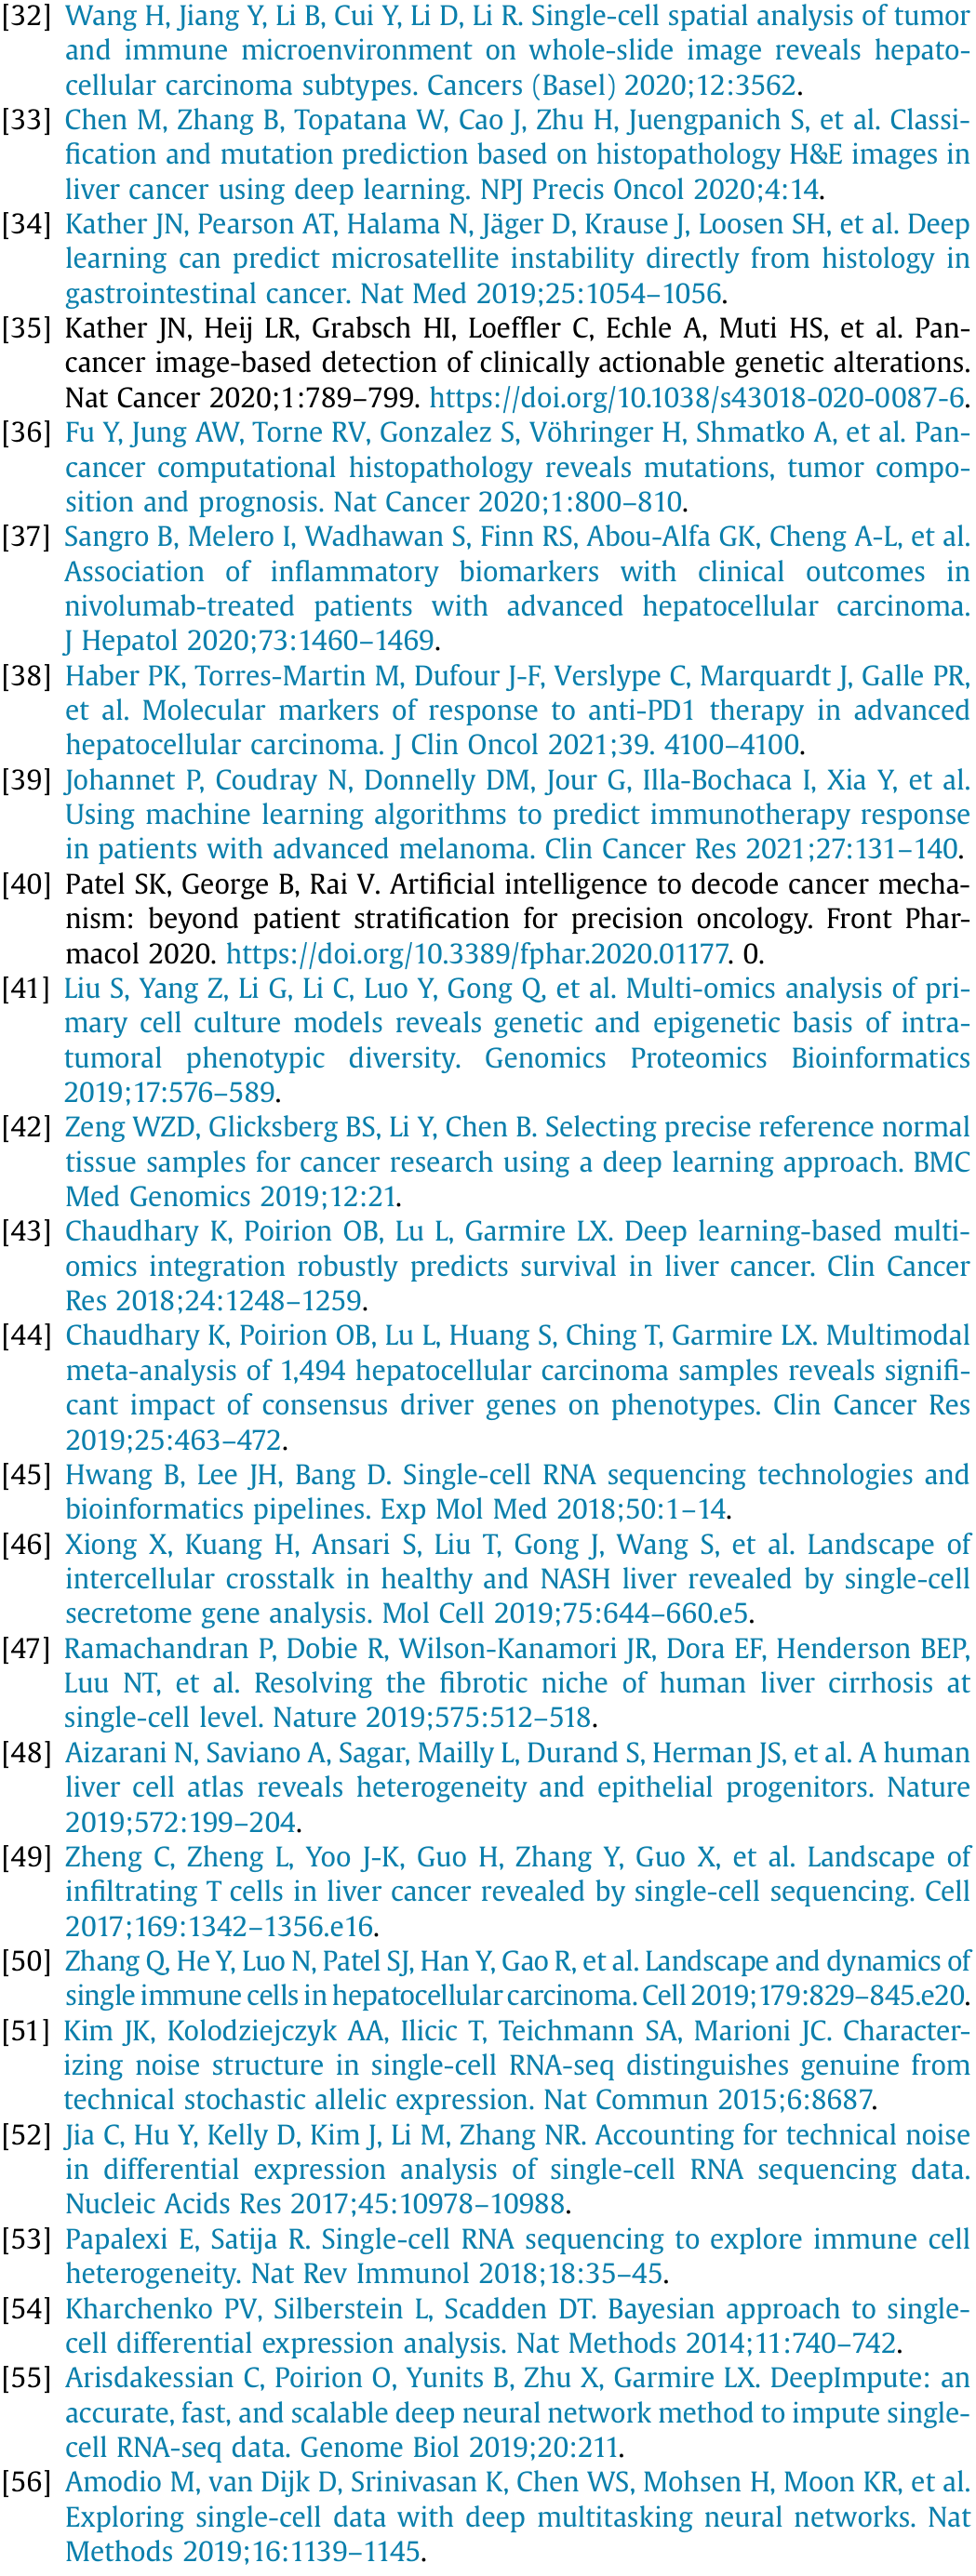 [32] Wang H, Jiang Y, Li B, Cui Y, Li D, Li R. Single-cell spatial analysis of tumor
and immune microenvironment on whole-slide image reveals hepato-
cellular carcinoma subtypes. Cancers (Basel) 2020;12:3562.
[33] Chen M, Zhang B, Topatana W, Cao J, Zhu H, Juengpanich S, et al. Classi-
fication and mutation prediction based on histopathology H&E images in
liver cancer using deep learning. NPJ Precis Oncol 2020;4:14.
[34] Kather JN, Pearson AT, Halama N, Jäger D, Krause J, Loosen SH, et al. Deep
learning can predict microsatellite instability directly from histology in
gastrointestinal cancer. Nat Med 2019;25:1054–1056.
[35] Kather JN, Heij LR, Grabsch HI, Loeffler C, Echle A, Muti HS, et al. Pan-
cancer image-based detection of clinically actionable genetic alterations.
Nat Cancer 2020;1:789–799. https://doi.org/10.1038/s43018-020-0087-6.
[36] Fu Y, Jung AW, Torne RV, Gonzalez S, Vöhringer H, Shmatko A, et al. Pan-
cancer computational histopathology reveals mutations, tumor compo-
sition and prognosis. Nat Cancer 2020;1:800–810.
[37] Sangro B, Melero I, Wadhawan S, Finn RS, Abou-Alfa GK, Cheng A-L, et al.
Association of inflammatory biomarkers with clinical outcomes in
nivolumab-treated patients with advanced hepatocellular carcinoma.
J Hepatol 2020;73:1460–1469.
[38] Haber PK, Torres-Martin M, Dufour J-F, Verslype C, Marquardt J, Galle PR,
et al. Molecular markers of response to anti-PD1 therapy in advanced
hepatocellular carcinoma. J Clin Oncol 2021;39. 4100–4100.
[39] Johannet P, Coudray N, Donnelly DM, Jour G, Illa-Bochaca I, Xia Y, et al.
Using machine learning algorithms to predict immunotherapy response
in patients with advanced melanoma. Clin Cancer Res 2021;27:131–140.
[40] Patel SK, George B, Rai V. Artificial intelligence to decode cancer mecha-
nism: beyond patient stratification for precision oncology. Front Phar-
macol 2020. https://doi.org/10.3389/fphar.2020.01177. 0.
[41] Liu S, Yang Z, Li G, Li C, Luo Y, Gong Q, et al. Multi-omics analysis of pri-
mary cell culture models reveals genetic and epigenetic basis of intra-
tumoral phenotypic diversity. Genomics Proteomics Bioinformatics
2019;17:576–589.
[42] Zeng WZD, Glicksberg BS, Li Y, Chen B. Selecting precise reference normal
tissue samples for cancer research using a deep learning approach. BMC
Med Genomics 2019;12:21.
[43] Chaudhary K, Poirion OB, Lu L, Garmire LX. Deep learning-based multi-
omics integration robustly predicts survival in liver cancer. Clin Cancer
Res 2018;24:1248–1259.
[44] Chaudhary K, Poirion OB, Lu L, Huang S, Ching T, Garmire LX. Multimodal
meta-analysis of 1,494 hepatocellular carcinoma samples reveals signifi-
cant impact of consensus driver genes on phenotypes. Clin Cancer Res
2019;25:463–472.
[45] Hwang B, Lee JH, Bang D. Single-cell RNA sequencing technologies and
bioinformatics pipelines. Exp Mol Med 2018;50:1–14.
[46] Xiong X, Kuang H, Ansari S, Liu T, Gong J, Wang S, et al. Landscape of
intercellular crosstalk in healthy and NASH liver revealed by single-cell
secretome gene analysis. Mol Cell 2019;75:644–660.e5.
[47] Ramachandran P, Dobie R, Wilson-Kanamori JR, Dora EF, Henderson BEP,
Luu NT, et al. Resolving the fibrotic niche of human liver cirrhosis at
single-cell level. Nature 2019;575:512–518.
[48] Aizarani N, Saviano A, Sagar, Mailly L, Durand S, Herman JS, et al. A human
liver cell atlas reveals heterogeneity and epithelial progenitors. Nature
2019;572:199–204.
[49] Zheng C, Zheng L, Yoo J-K, Guo H, Zhang Y, Guo X, et al. Landscape of
infiltrating T cells in liver cancer revealed by single-cell sequencing. Cell
2017;169:1342–1356.e16.
[50] Zhang Q, He Y, Luo N, Patel SJ, Han Y, Gao R, et al. Landscape and dynamics of
single immune cells in hepatocellular carcinoma. Cell 2019;179:829–845.e20.
[51] Kim JK, Kolodziejczyk AA, Ilicic T, Teichmann SA, Marioni JC. Character-
izing noise structure in single-cell RNA-seq distinguishes genuine from
technical stochastic allelic expression. Nat Commun 2015;6:8687.
[52] Jia C, Hu Y, Kelly D, Kim J, Li M, Zhang NR. Accounting for technical noise
in differential expression analysis of single-cell RNA sequencing data.
Nucleic Acids Res 2017;45:10978–10988.
[53] Papalexi E, Satija R. Single-cell RNA sequencing to explore immune cell
heterogeneity. Nat Rev Immunol 2018;18:35–45.
[54] Kharchenko PV, Silberstein L, Scadden DT. Bayesian approach to single-
cell differential expression analysis. Nat Methods 2014;11:740–742.
[55] Arisdakessian C, Poirion O, Yunits B, Zhu X, Garmire LX. DeepImpute: an
accurate, fast, and scalable deep neural network method to impute single-
cell RNA-seq data. Genome Biol 2019;20:211.
[56] Amodio M, van Dijk D, Srinivasan K, Chen WS, Mohsen H, Moon KR, et al.
Exploring single-cell data with deep multitasking neural networks. Nat
Methods 2019;16:1139–1145.